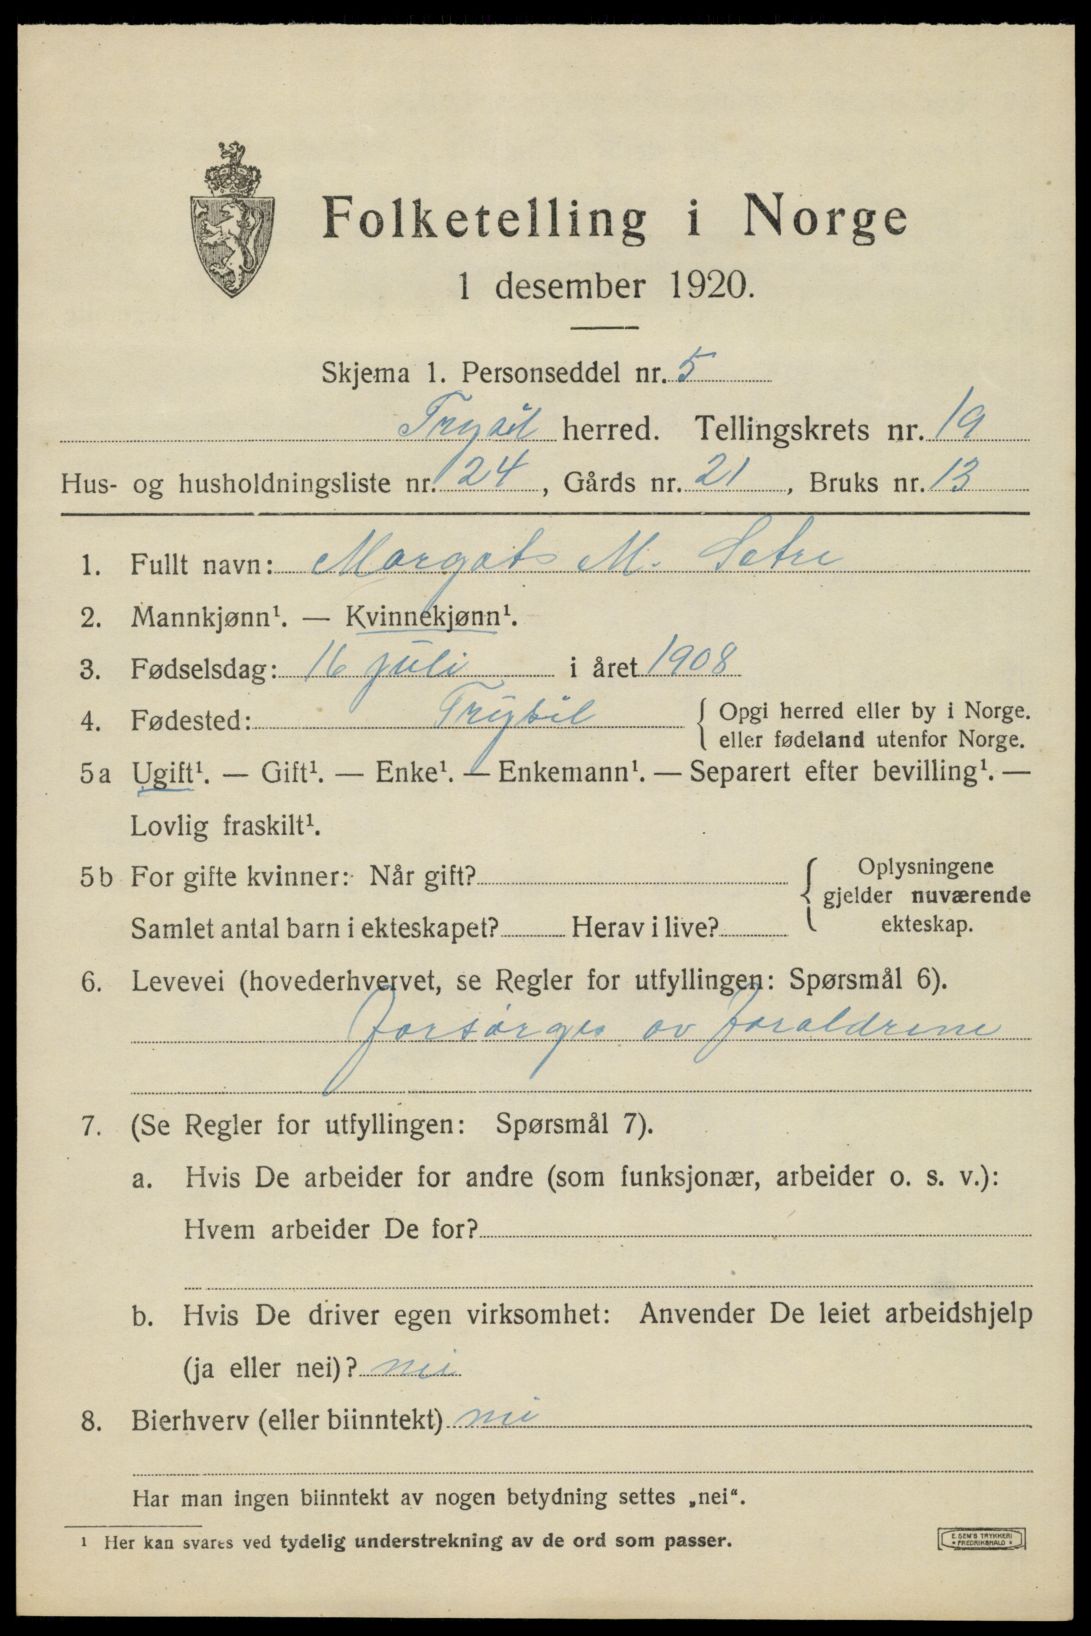 Folketelling i Norge
1 desember 1920.
Skjema 1. Personseddel nr. 5
Trysil herred. Tellingskrets nr. 19
Hus- og husholdningsliste nr. 24, Gårds nr. 21, Bruks nr. 13
1. Fullt navn: Margot M. Setre
2. Mannkjønn¹. — Kvinnekjønn¹.
3. Fødselsdag: 16 juli i året 1908
4. Fødested: Trysil { Opgi herred eller by i Norge.
eller fødeland utenfor Norge.
5a Ugift¹. — Gift¹. — Enke¹. — Enkemann¹. — Separert efter bevilling¹. —
Lovlig fraskilt¹.
5b For gifte kvinner: Når gift?
Samlet antal barn i ekteskapet? Herav i live?
{ Oplysningene
gjelder nuværende
ekteskap.
6. Levevei (hovederhvervet, se Regler for utfyllingen: Spørsmål 6).
Forsørges av foraldrene
7. (Se Regler for utfyllingen: Spørsmål 7).
a. Hvis De arbeider for andre (som funksjonær, arbeider o. s. v.):
Hvem arbeider De for?
b. Hvis De driver egen virksomhet: Anvender De leiet arbeidshjelp
(ja eller nei)? nei
8. Bierhverv (eller biinntekt) nei
Har man ingen biinntekt av nogen betydning settes „nei“.
¹ Her kan svares ved tydelig understrekning av de ord som passer.
E. SEM'S TRYKKERI
• FREDRIKSHALD •